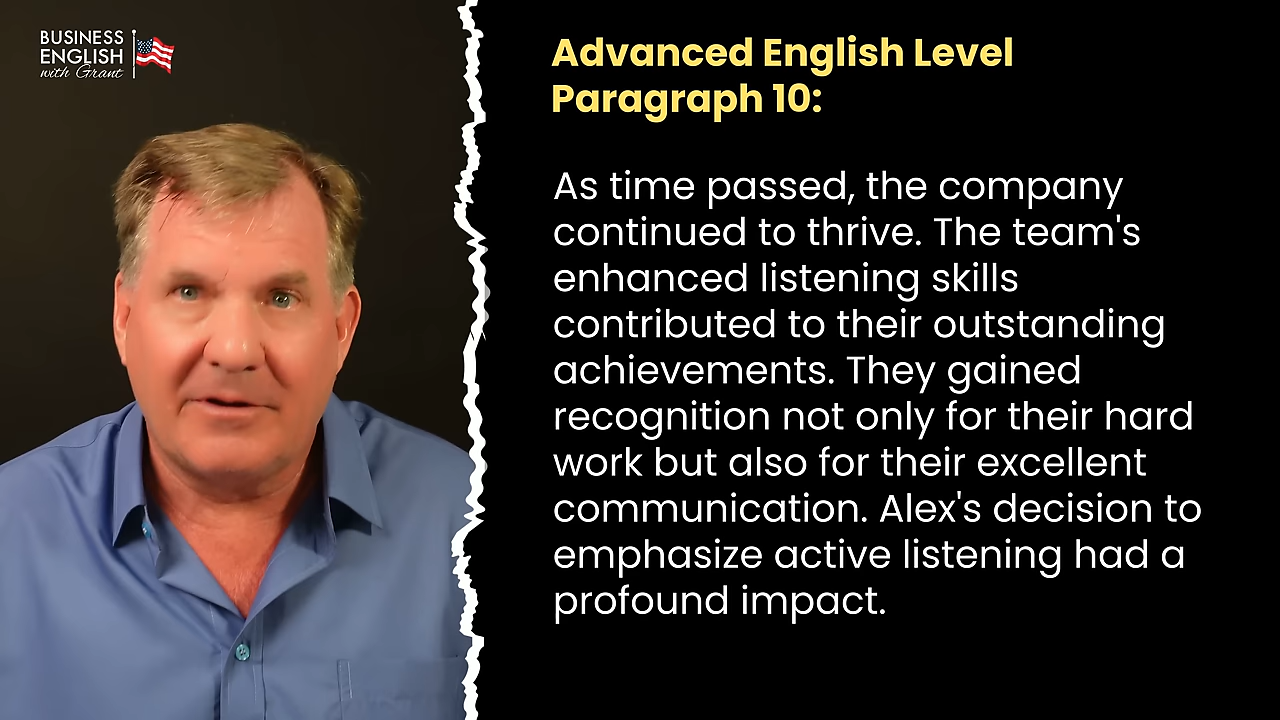 BUSINESS
ENGLISH
with Grant
Advanced English Level
Paragraph 10:
As time passed, the company
continued to thrive. The team's
enhanced listening skills
contributed to their outstanding
achievements. They gained
recognition not only for their hard
work but also for their excellent
communication. Alex's decision to
emphasize active listening had a
profound impact.